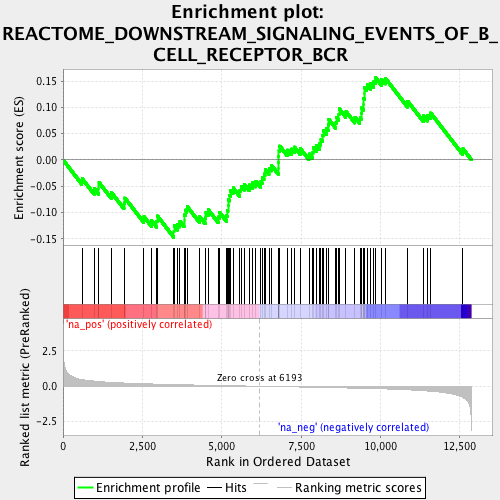 Enrichment plot:
REACTOME_DOWNSTREAM_SIGNALING_EVENTS_OF_B_
CELL_RECEPTOR_BCR
Enrichment score (ES)
0.15
0.10
0.05
0.00
-0.05
-0.10
-0.15
'na_pos' (positively correlated)
Ranked list metric (PreRanked)
2.5
0.0
-2.5
Zero cross at 6193
'na_neg' (negatively correlated)
0
2,500
5,000
7,500
10,000
12,500
Rank in Ordered Dataset
Enrichment profile
Hits
Ranking metric scores